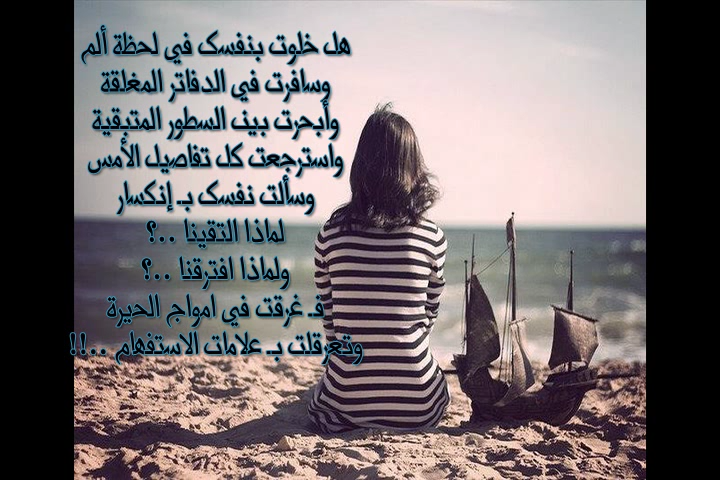 هل خلوت بنفسك في لحظة ألم
وسافرت في الدفاتر المغلقة
وأبحرت بين السطور المتبقية
واسترجعت كل تفاصيل الأمس
وسألت نفسك بـ إنكسار
لماذا التقينا ..؟
ولماذا افترقنا ..؟
فـ غرقت في امواج الحيرة
وتعرقلت بـ علامات الاستفهام ..!!